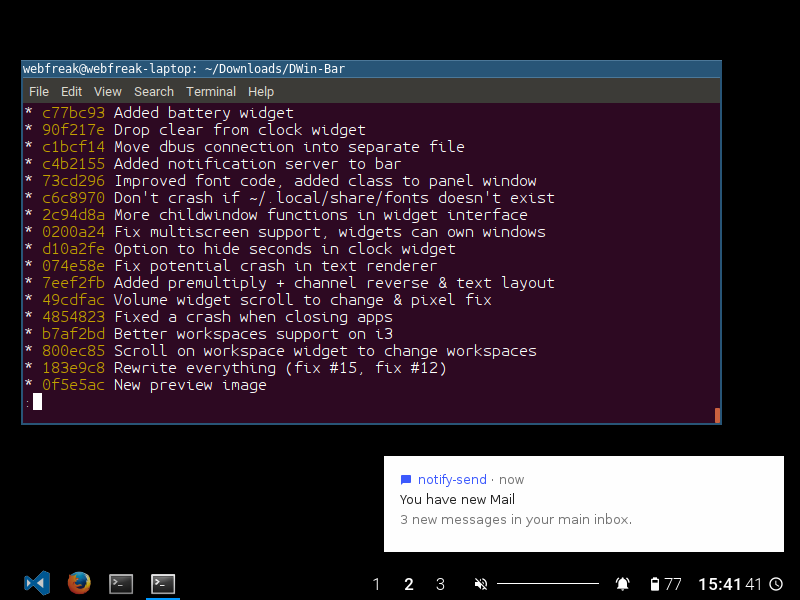 webfreak@webfreak-laptop: ~/Downloads/DWin-Bar
File Edit View Search Terminal Help
* c77bc93 Added battery widget
* 90f217e Drop clear from clock widget
* c1bcf14 Move dbus connection into separate file
* c4b2155 Added notification server to bar
* 73cd296 Improved font code, added class to panel window
* c6c8970 Don't crash if ~/.local/share/fonts doesn't exist
* 2c94d8a More childwindow functions in widget interface
* 0200a24 Fix multiscreen support, widgets can own windows
* d10a2fe Option to hide seconds in clock widget
* 074e58e Fix potential crash in text renderer
* 7eef2fb Added premultiply + channel reverse & text layout
* 49cdfac Volume widget scroll to change & pixel fix
* 4854823 Fixed a crash when closing apps
* b7af2bd Better workspaces support on i3
* 800ec85 Scroll on workspace widget to change workspaces
* 183e9c8 Rewrite everything (fix #15, fix #12)
* 0f5e5ac New preview image
:
notify-send · now
You have new Mail
3 new messages in your main inbox.
1 2 3 77 15:41 41